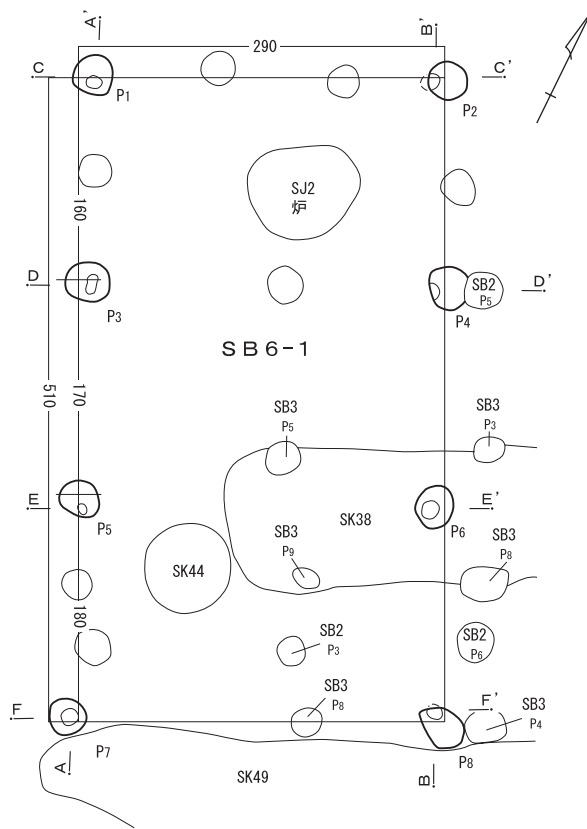 A'
B'
290
C
C'
P1
P2
SJ2
炉
160
D
D'
SB2
P5
P3
P4
SB6-1
510
170
SB3
P5
SB3
P3
E
E'
SK38
P5
P6
SB3
P9
SB3
P8
SK44
180
SB2
P3
SB2
P6
F
F'
SB3
P8
SB3
P4
P7
P8
A
B
SK49